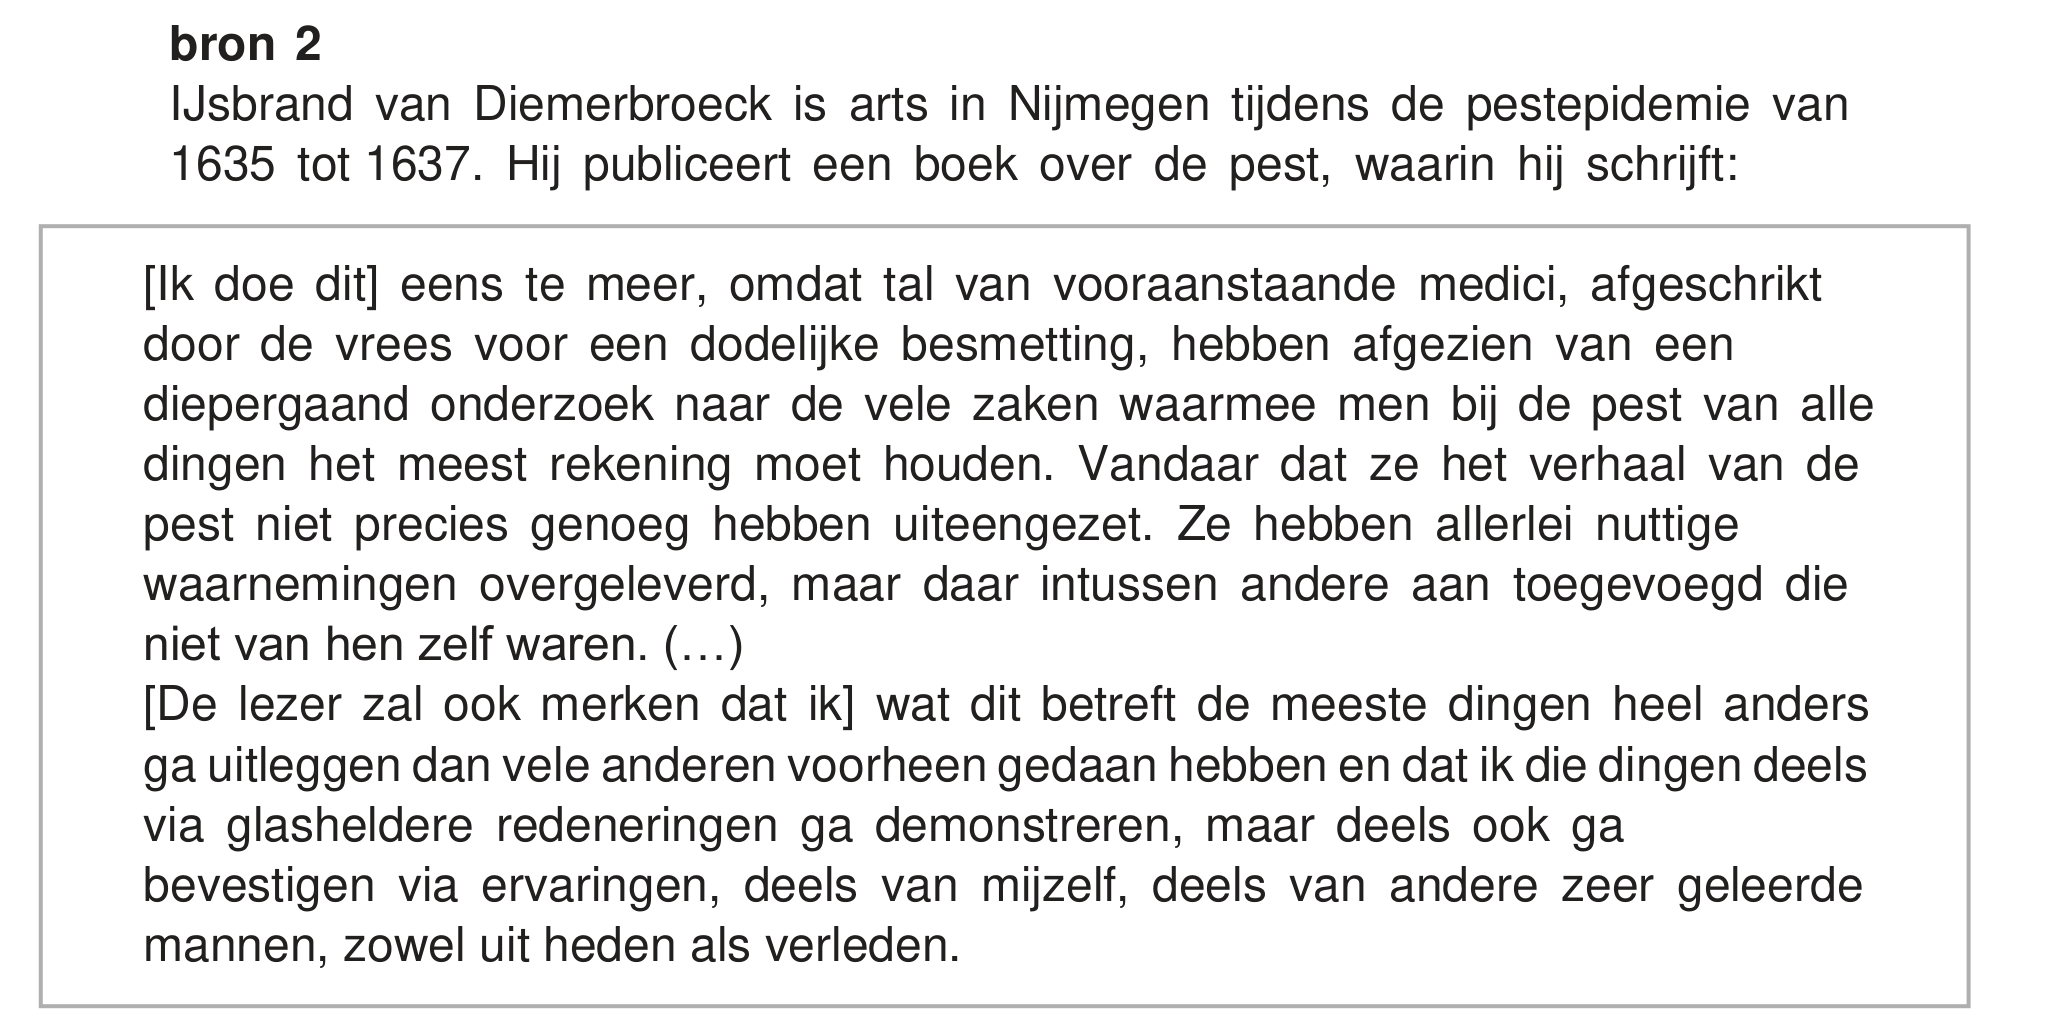 bron 2
IJsbrand van Diemerbroeck is arts in Nijmegen tijdens de pestepidemie van
1635 tot 1637. Hij publiceert een boek over de pest, waarin hij schrijft:
[Ik doe dit] eens te meer, omdat tal van vooraanstaande medici, afgeschrikt
door de vrees voor een dodelijke besmetting, hebben afgezien van een
diepergaand onderzoek naar de vele zaken waarmee men bij de pest van alle
dingen het meest rekening moet houden. Vandaar dat ze het verhaal van de
pest niet precies genoeg hebben uiteengezet. Ze hebben allerlei nuttige
waarnemingen overgeleverd, maar daar intussen andere aan toegevoegd die
niet van hen zelf waren. (…)
[De lezer zal ook merken dat ik] wat dit betreft de meeste dingen heel anders
ga uitleggen dan vele anderen voorheen gedaan hebben en dat ik die dingen deels
via glasheldere redeneringen ga demonstreren, maar deels ook ga
bevestigen via ervaringen, deels van mijzelf, deels van andere zeer geleerde
mannen, zowel uit heden als verleden.